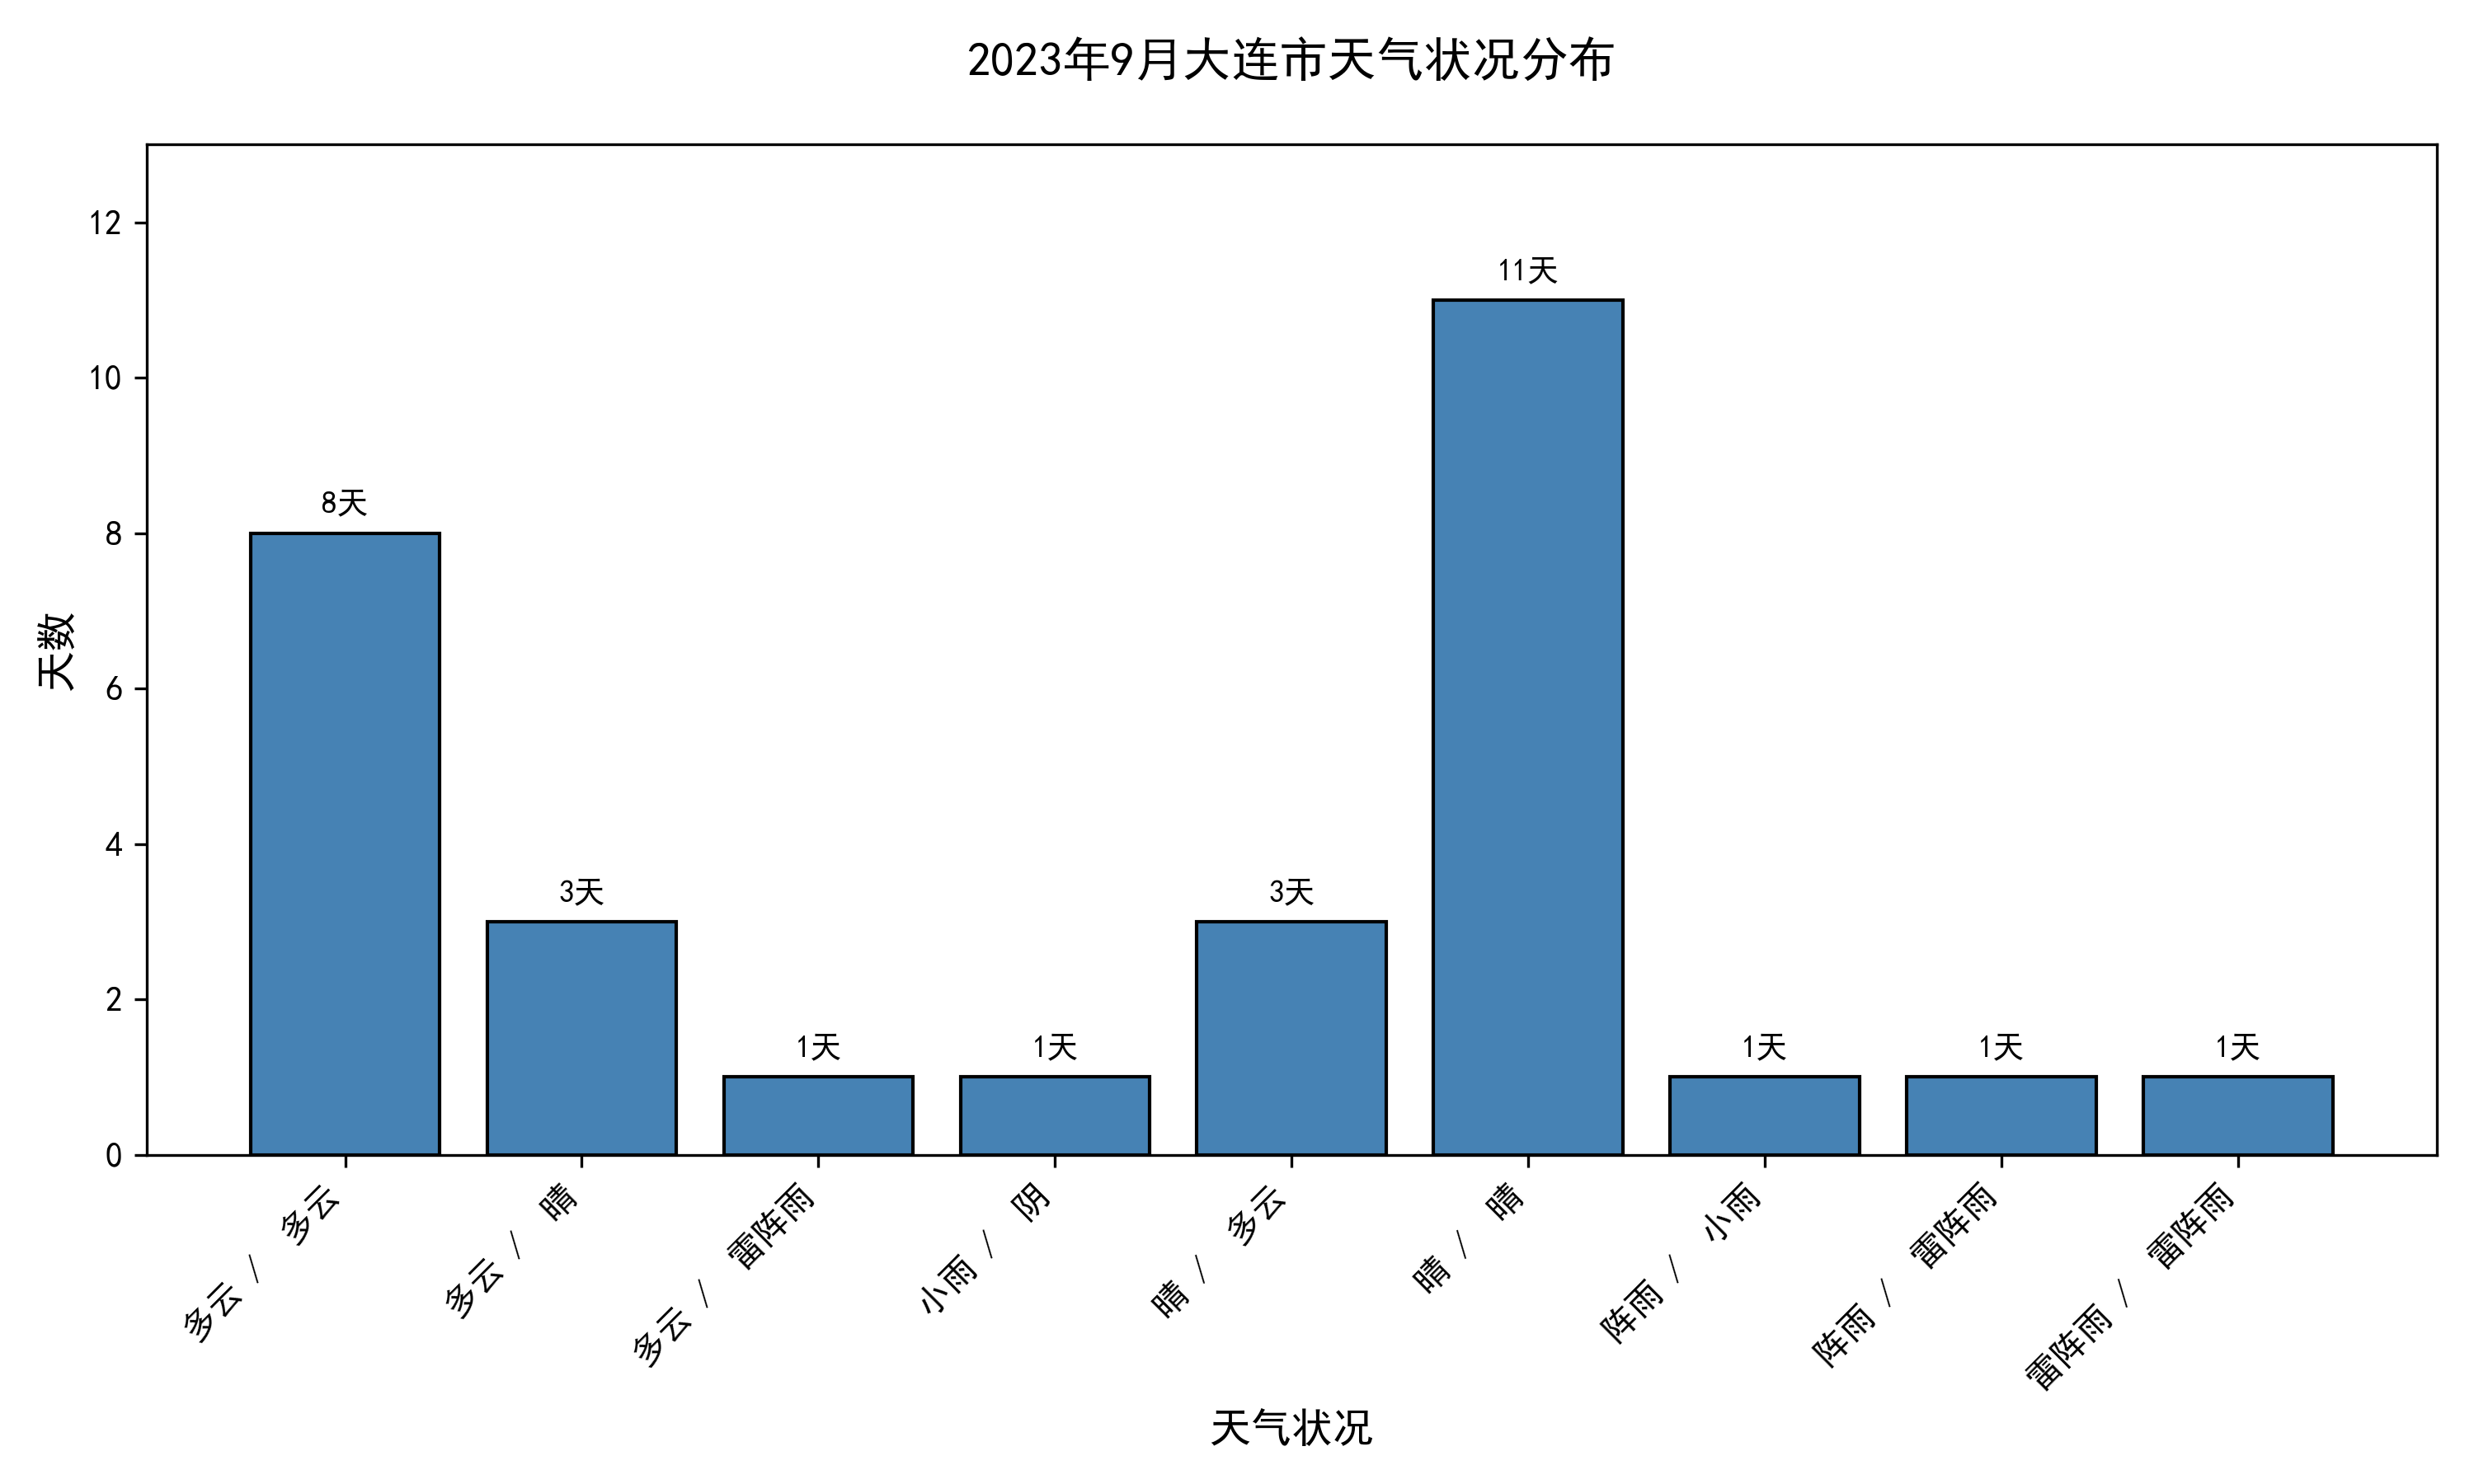 2023年9月大连市天气状况分布
天数
12
10
8
6
4
2
0
8天
3天
1天
1天
3天
11天
1天
1天
1天
多云 / 多云
多云 / 晴
多云 / 雷阵雨
小雨 / 阴
晴 / 多云
晴 / 晴
阵雨 / 小雨
阵雨 / 雷阵雨
雷阵雨 / 雷阵雨
天气状况